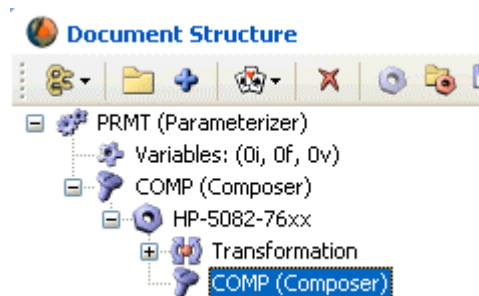 Document Structure
PRMT (Parameterizer)
Variables: (0i, 0f, 0v)
COMP (Composer)
HP-5082-76xx
Transformation
COMP (Composer)